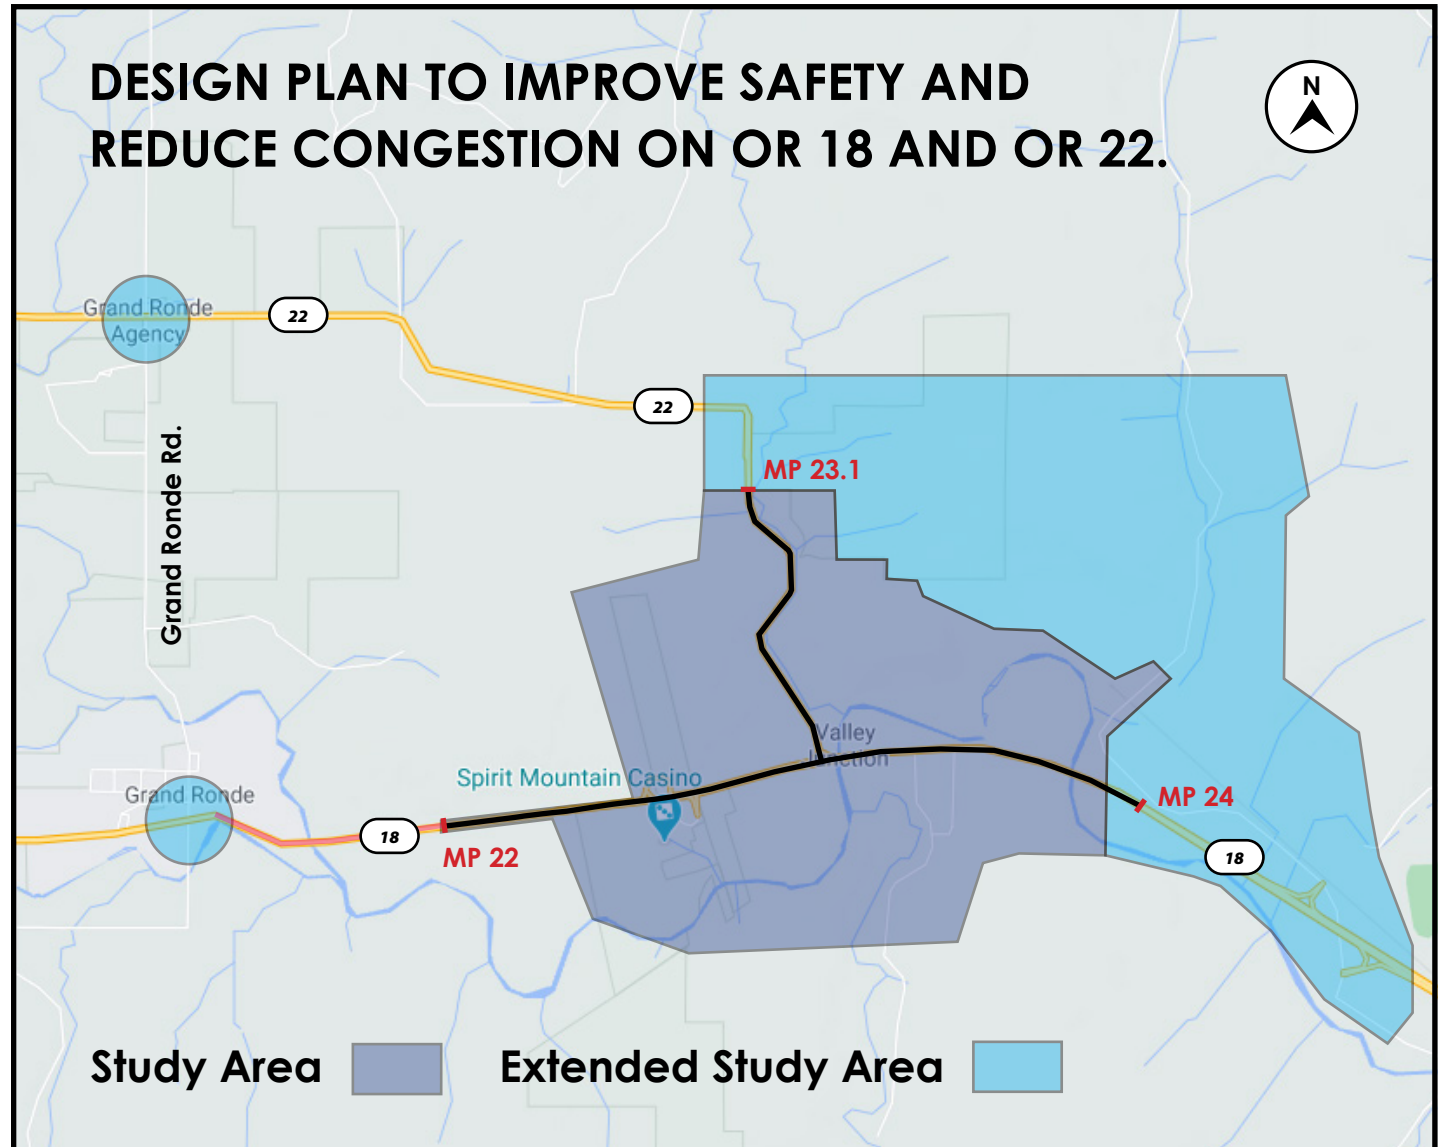 DESIGN PLAN TO IMPROVE SAFETY AND
REDUCE CONGESTION ON OR 18 AND OR 22.
N
Grand Ronde
Agency
22
22
MP 23.1
Grand Ronde Rd.
Valley
Junction
Spirit Mountain Casino
Grand Ronde
MP 24
18
MP 22
18
Study Area
Extended Study Area